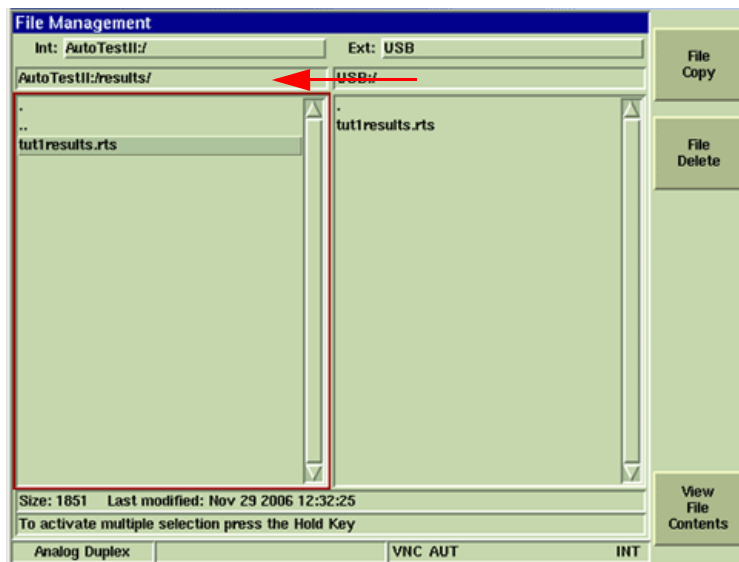 File Management
Int: AutoTestII:/ Ext: USB
AutoTestII:/results/ USB:/
. .
.. tut1results.rts
tut1results.rts
Size: 1851 Last modified: Nov 29 2006 12:32:25
To activate multiple selection press the Hold Key
Analog Duplex VNC AUT INT
File
Copy
File
Delete
View
File
Contents